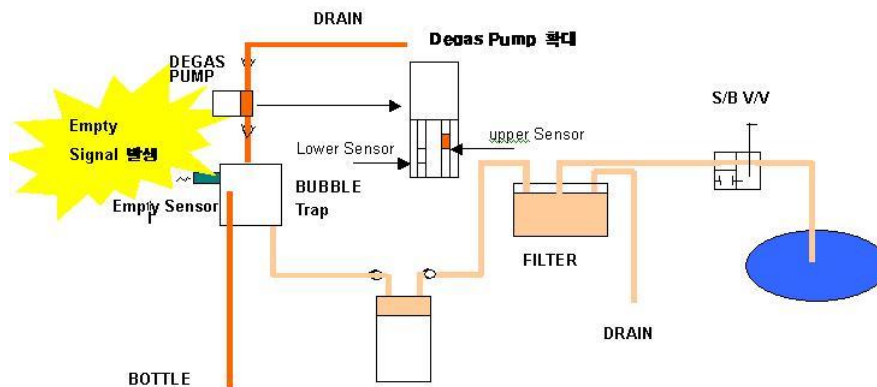 DRAIN
Degas Pump 확대
DEGAS
PUMP
S/B V/V
Empty
Signal 발생
Lower Sensor
upper Sensor
BUBBLE
Trap
Empty Sensor
FILTER
DRAIN
BOTTLE